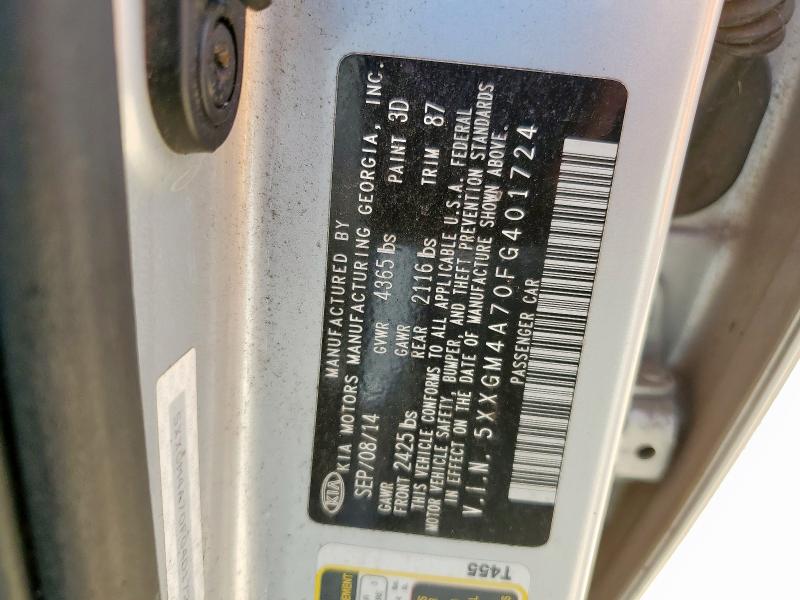 KIA
MANUFACTURED BY
KIA MOTORS MANUFACTURING GEORGIA, INC.
SEP/08/14 GVWR 4365 lbs PAINT 3D
GAWR FRONT 2425 lbs GAWR REAR 2116 lbs TRIM 87
THIS VEHICLE CONFORMS TO ALL APPLICABLE U.S.A. FEDERAL
MOTOR VEHICLE SAFETY, BUMPER, AND THEFT PREVENTION STANDARDS
IN EFFECT ON THE DATE OF MANUFACTURE SHOWN ABOVE.
V.I.N. 5XXGM4A70FG401724
PASSENGER CAR
T455